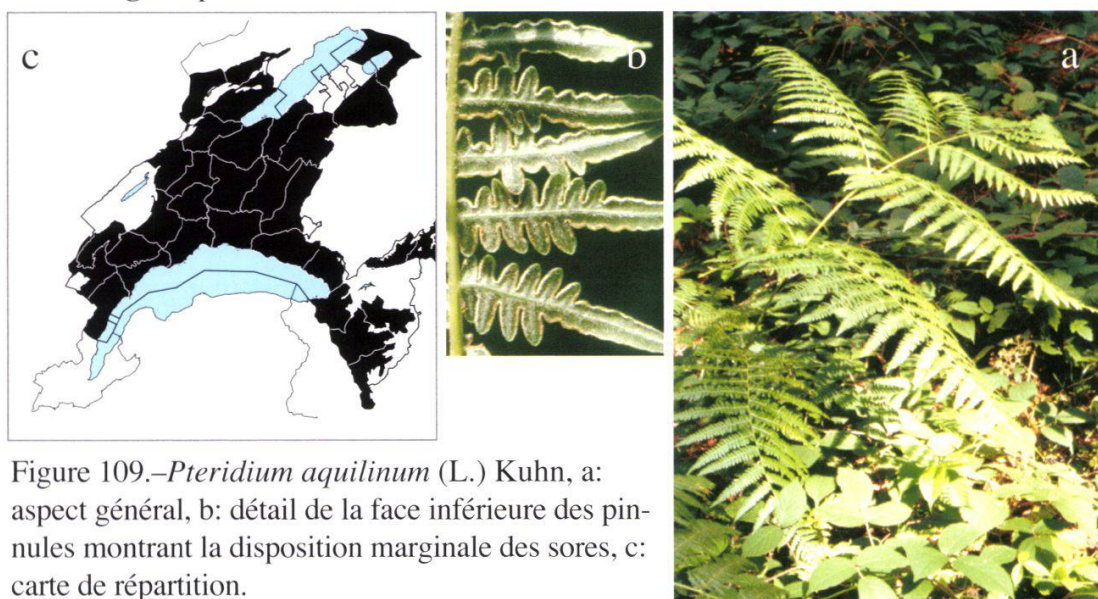 c
b
a
Figure 109.–Pteridium aquilinum (L.) Kuhn, a:
aspect général, b: détail de la face inférieure des pin-
nules montrant la disposition marginale des sores, c:
carte de répartition.